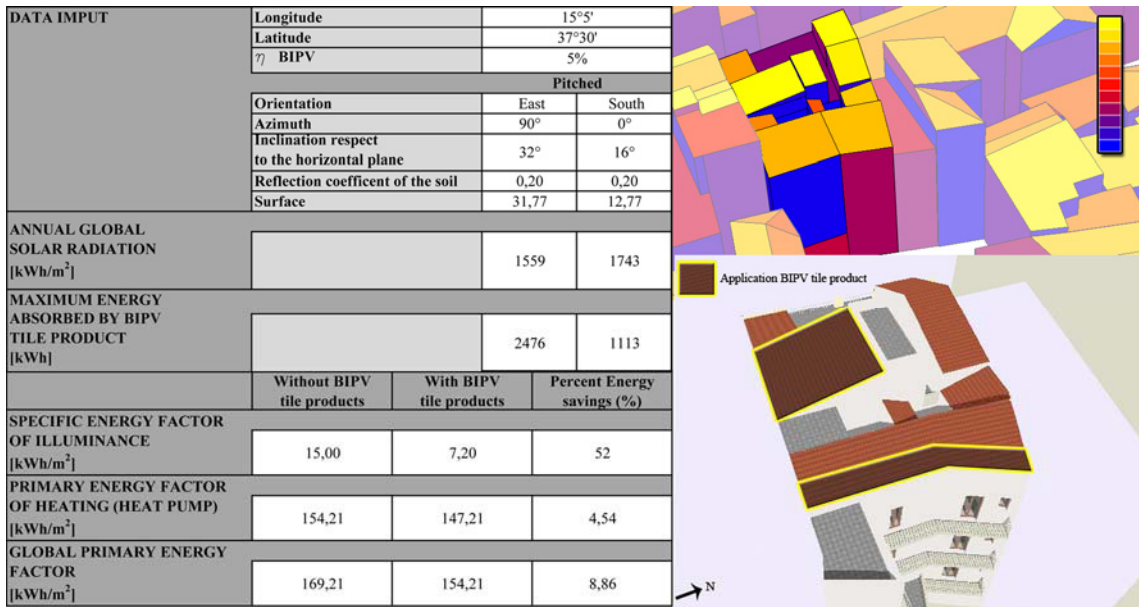 DATA IMPUT
Longitude 15°5'
Latitude 37°30'
η BIPV 5%
Pitched
Orientation East South
Azimuth 90° 0°
Inclination respect
to the horizontal plane 32° 16°
Reflection coefficent of the soil 0,20 0,20
Surface 31,77 12,77
ANNUAL GLOBAL
SOLAR RADIATION
[kWh/m²]
1559 1743
MAXIMUM ENERGY
ABSORBED BY BIPV
TILE PRODUCT
[kWh]
2476 1113
Without BIPV
tile products
With BIPV
tile products
Percent Energy
savings (%)
SPECIFIC ENERGY FACTOR
OF ILLUMINANCE
[kWh/m²]
15,00 7,20 52
PRIMARY ENERGY FACTOR
OF HEATING (HEAT PUMP)
[kWh/m²]
154,21 147,21 4,54
GLOBAL PRIMARY ENERGY
FACTOR
[kWh/m²]
169,21 154,21 8,86
Application BIPV tile product
N